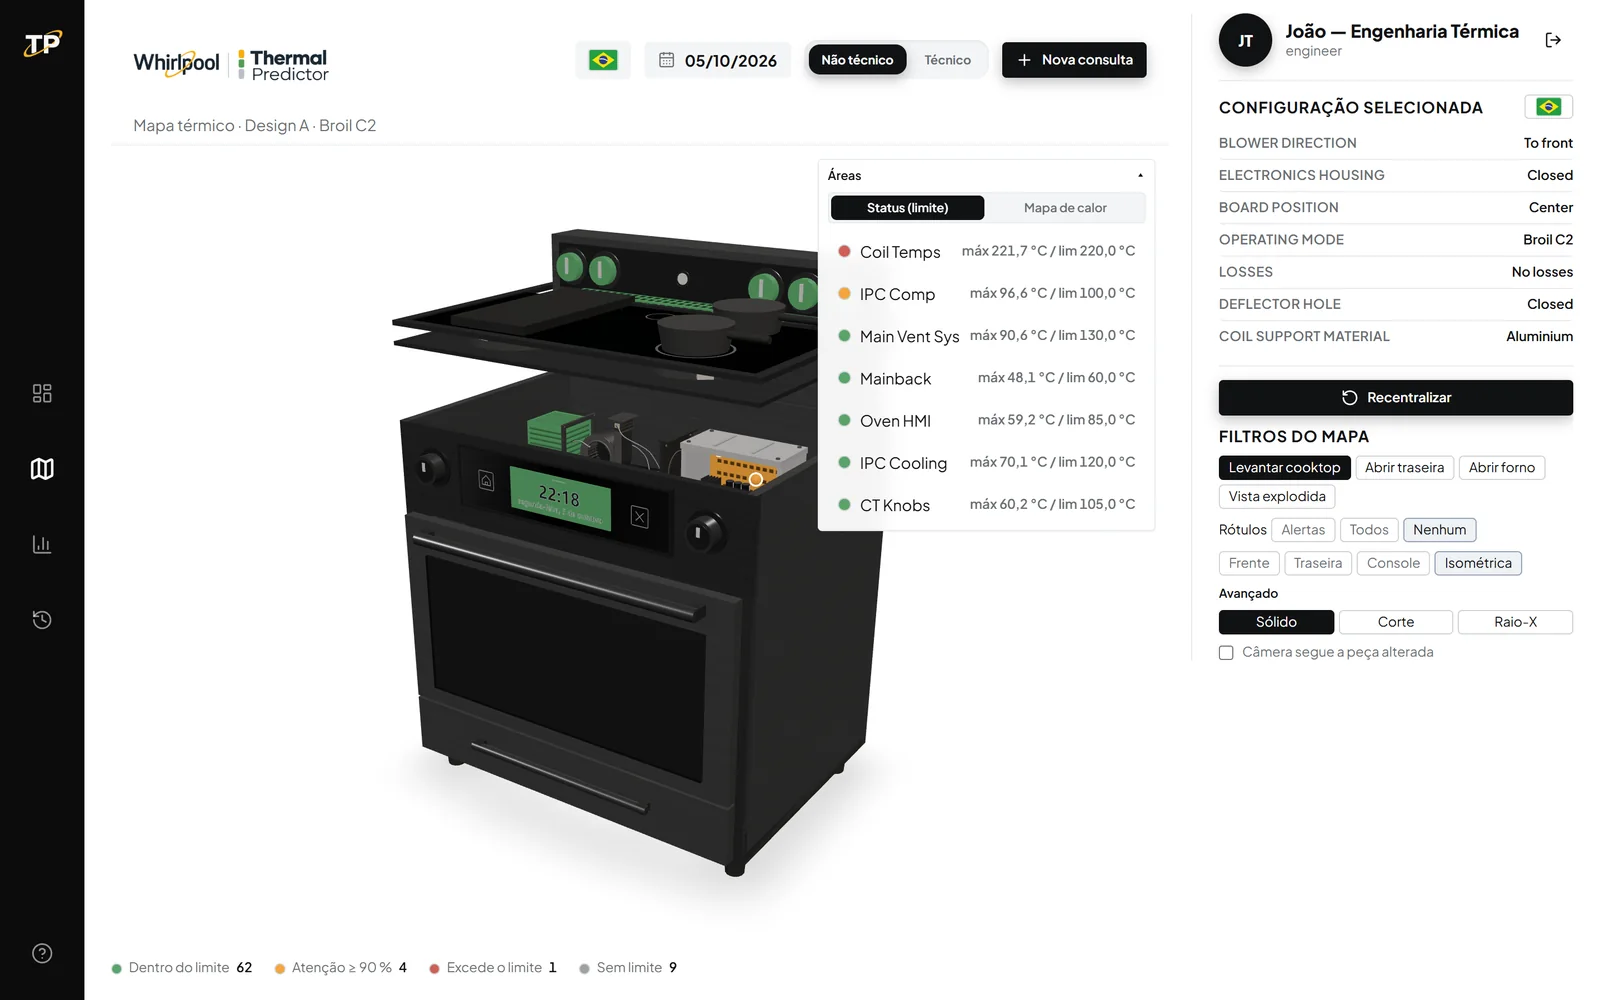 TP
Whirlpool
Thermal
Predictor
05/10/2026
Não técnico
Técnico
Nova consulta
Mapa térmico · Design A · Broil C2
Áreas
Status (limite)
Mapa de calor
Coil Temps máx 221,7 °C / lim 220,0 °C
IPC Comp máx 96,6 °C / lim 100,0 °C
Main Vent Sys máx 90,6 °C / lim 130,0 °C
Mainback máx 48,1 °C / lim 60,0 °C
Oven HMI máx 59,2 °C / lim 85,0 °C
IPC Cooling máx 70,1 °C / lim 120,0 °C
CT Knobs máx 60,2 °C / lim 105,0 °C
22:18
Dentro do limite 62
Atenção ≥ 90 % 4
Excede o limite 1
Sem limite 9
JT
João — Engenharia Térmica
engineer
CONFIGURAÇÃO SELECIONADA
BLOWER DIRECTION To front
ELECTRONICS HOUSING Closed
BOARD POSITION Center
OPERATING MODE Broil C2
LOSSES No losses
DEFLECTOR HOLE Closed
COIL SUPPORT MATERIAL Aluminium
Recentralizar
FILTROS DO MAPA
Levantar cooktop Abrir traseira Abrir forno
Vista explodida
Rótulos Alertas Todos Nenhum
Frente Traseira Console Isométrica
Avançado
Sólido Corte Raio-X
Câmera segue a peça alterada